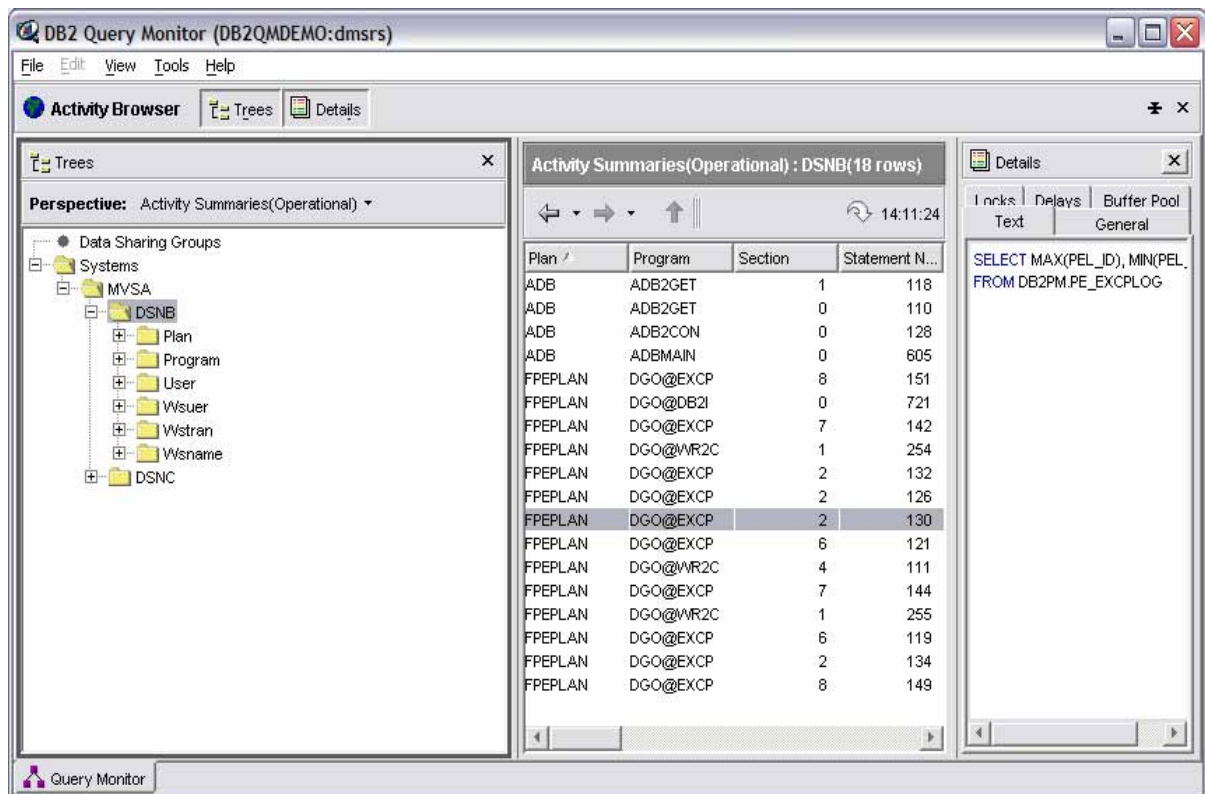 DB2 Query Monitor (DB2QMDEMO:dmsrs)
File Edit View Tools Help
Activity Browser Trees Details
Trees
Perspective: Activity Summaries(Operational)
Data Sharing Groups
Systems
MVSA
DSNB
Plan
Program
User
Wsuer
Wstran
Wsname
DSNC
Activity Summaries(Operational) : DSNB(18 rows)
14:11:24
Plan Program Section Statement N...
ADB ADB2GET 1 118
ADB ADB2GET 0 110
ADB ADB2CON 0 128
ADB ADBMAIN 0 605
FPEPLAN DGO@EXCP 8 151
FPEPLAN DGO@DB2I 0 721
FPEPLAN DGO@EXCP 7 142
FPEPLAN DGO@WR2C 1 254
FPEPLAN DGO@EXCP 2 132
FPEPLAN DGO@EXCP 2 126
FPEPLAN DGO@EXCP 2 130
FPEPLAN DGO@EXCP 6 121
FPEPLAN DGO@WR2C 4 111
FPEPLAN DGO@EXCP 7 144
FPEPLAN DGO@WR2C 1 255
FPEPLAN DGO@EXCP 6 119
FPEPLAN DGO@EXCP 2 134
FPEPLAN DGO@EXCP 8 149
Details
Locks Delays Buffer Pool
Text General
SELECT MAX(PEL_ID), MIN(PEL_
FROM DB2PM.PE_EXCPLOG
Query Monitor